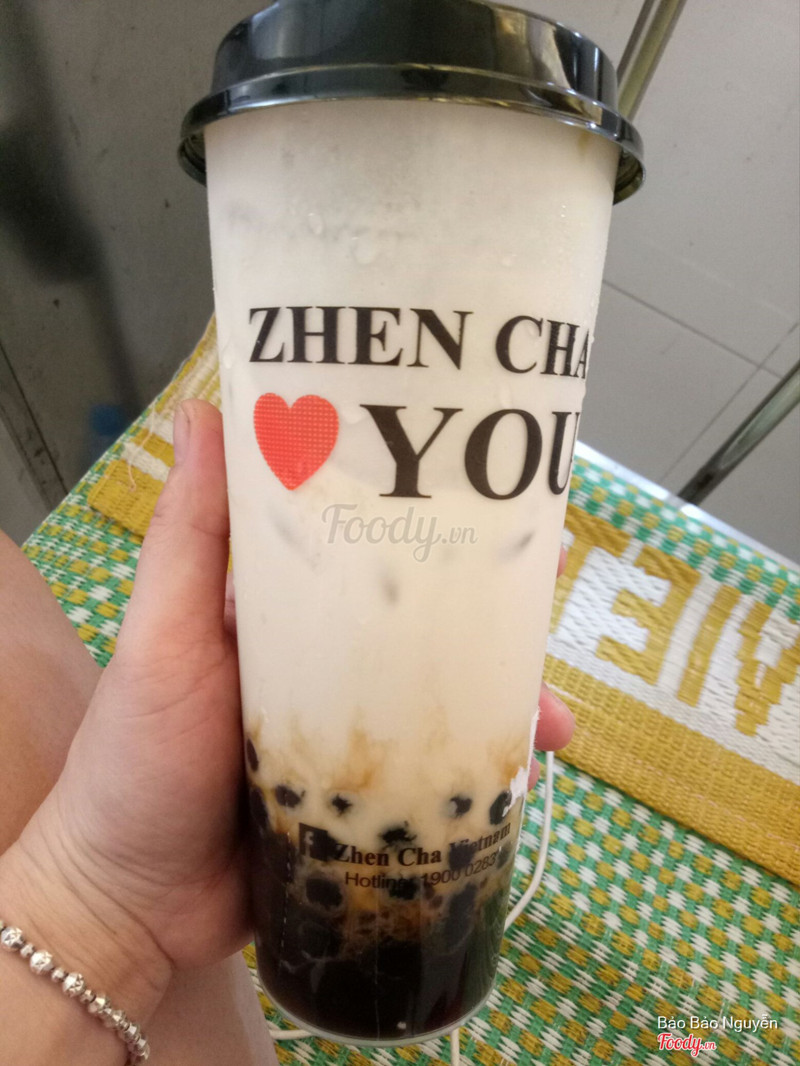 ZHEN CHA
YOU
Foody.vn
Zhen Cha Vietnam
Hotline: 1900 0283
Bảo Bảo Nguyễn
Foody.vn